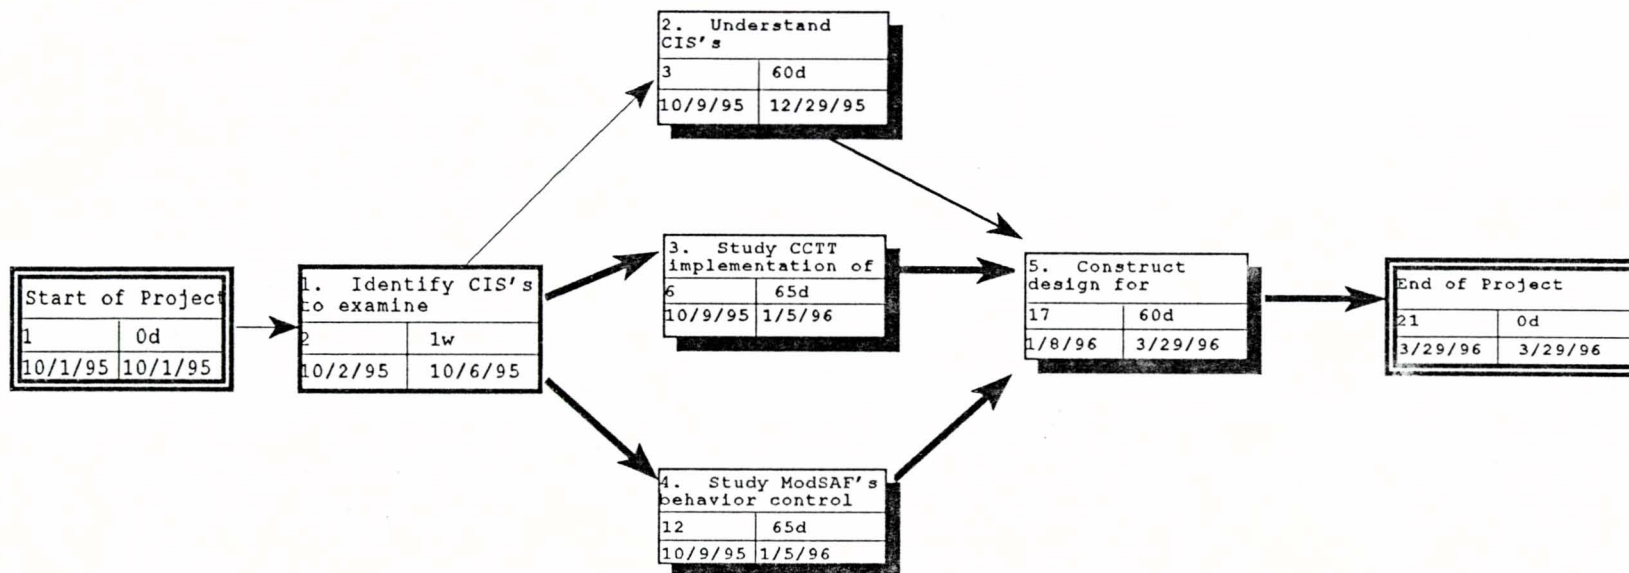 2. Understand
CIS's
3 60d
10/9/95 12/29/95
Start of Project
1 0d
10/1/95 10/1/95
1. Identify CIS's
to examine
2 1w
10/2/95 10/6/95
3. Study CCTT
implementation of
6 65d
10/9/95 1/5/96
4. Study ModSAF's
behavior control
12 65d
10/9/95 1/5/96
5. Construct
design for
17 60d
1/8/96 3/29/96
End of Project
21 0d
3/29/96 3/29/96